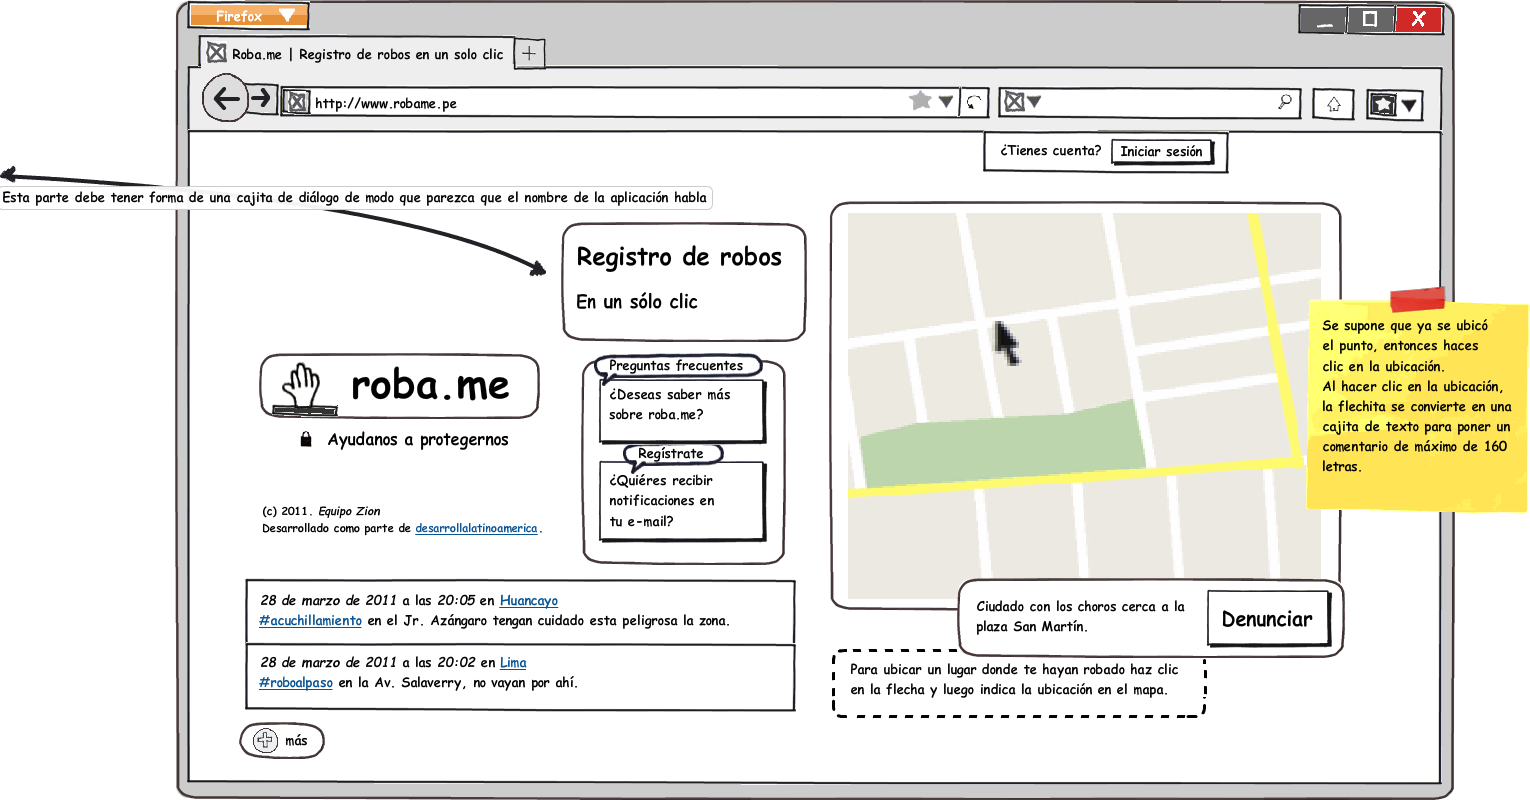 Firefox
Roba.me | Registro de robos en un solo clic
http://www.robame.pe
¿Tienes cuenta? Iniciar sesión
Esta parte debe tener forma de una cajita de diálogo de modo que parezca que el nombre de la aplicación habla
Registro de robos
En un sólo clic
roba.me
Ayudanos a protegernos
Preguntas frecuentes
¿Deseas saber más
sobre roba.me?
Regístrate
¿Quiéres recibir
notificaciones en
tu e-mail?
(c) 2011. Equipo Zion
Desarrollado como parte de desarrollalatinoamerica.
28 de marzo de 2011 a las 20:05 en Huancayo
#acuchillamiento en el Jr. Azángaro tengan cuidado esta peligrosa la zona.
28 de marzo de 2011 a las 20:02 en Lima
#roboalpaso en la Av. Salaverry, no vayan por ahí.
más
Se supone que ya se ubicó
el punto, entonces haces
clic en la ubicación.
Al hacer clic en la ubicación,
la flechita se convierte en una
cajita de texto para poner un
comentario de máximo de 160
letras.
Ciudado con los choros cerca a la
plaza San Martín.
Denunciar
Para ubicar un lugar donde te hayan robado haz clic
en la flecha y luego indica la ubicación en el mapa.